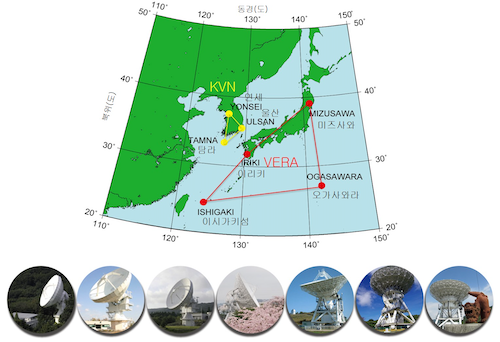 동경(도)
120° 130° 140° 150°
50°
50°
북위(도)
40°
40°
30°
30°
20°
20°
KVN
연세
YONSEI
울산
ULSAN
TAMNA
탐라
MIZUSAWA
미즈사와
IRIKI
이리키
VERA
OGASAWARA
오가사와라
ISHIGAKI
이시가키섬
120° 130° 140° 150°